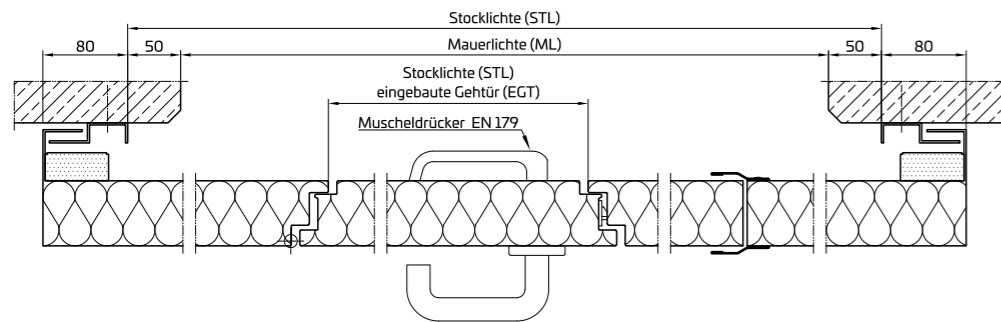 Stocklichte (STL)
80 50 Mauerlichte (ML) 50 80
Stocklichte (STL)
eingebaute Gehtür (EGT)
Muscheldrücker EN 179